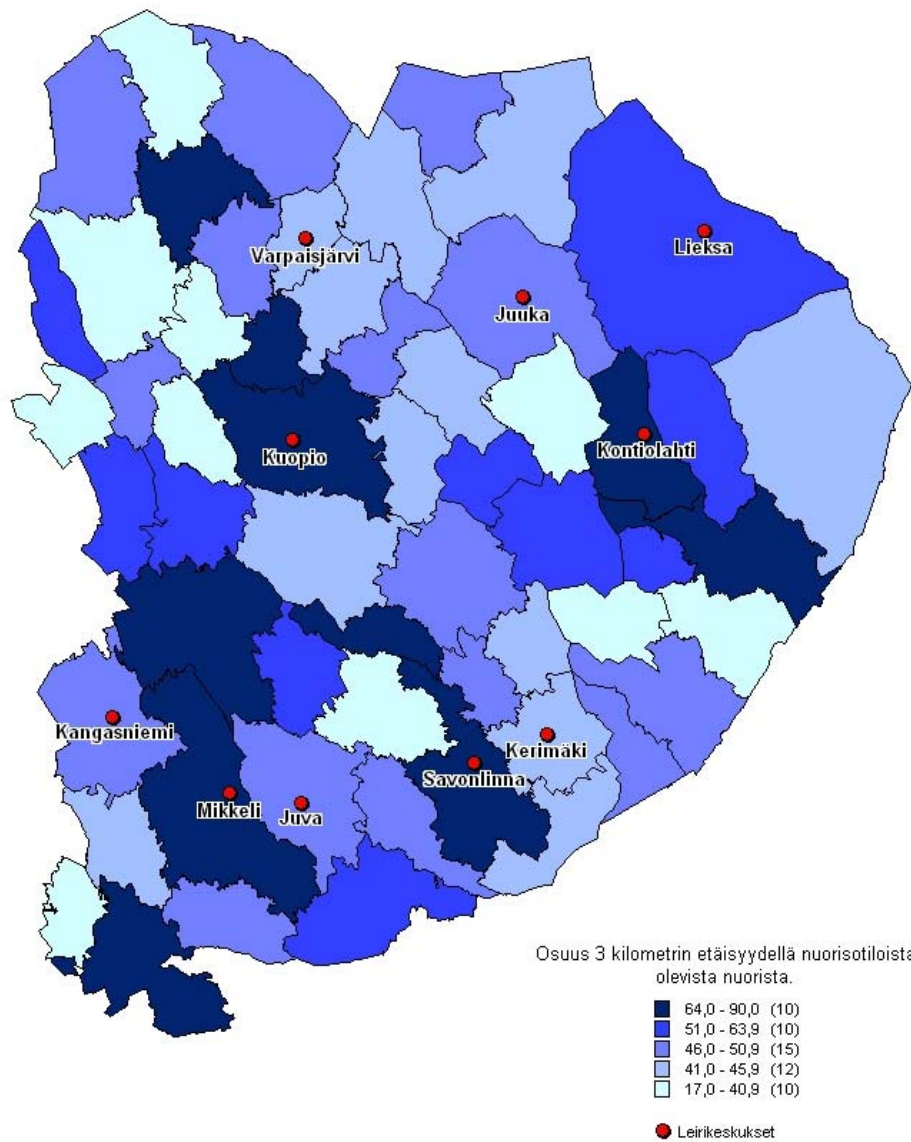 Varpaisjärvi
Lieksa
Juuka
Kuopio
Kontiolahti
Kangasniemi
Kerimäki
Savonlinna
Mikkeli
Juva
Osuus 3 kilometrin etäisyydellä nuorisotiloista
olevista nuorista.
64,0 - 90,0 (10)
51,0 - 63,9 (10)
46,0 - 50,9 (15)
41,0 - 45,9 (12)
17,0 - 40,9 (10)
Leirikeskukset